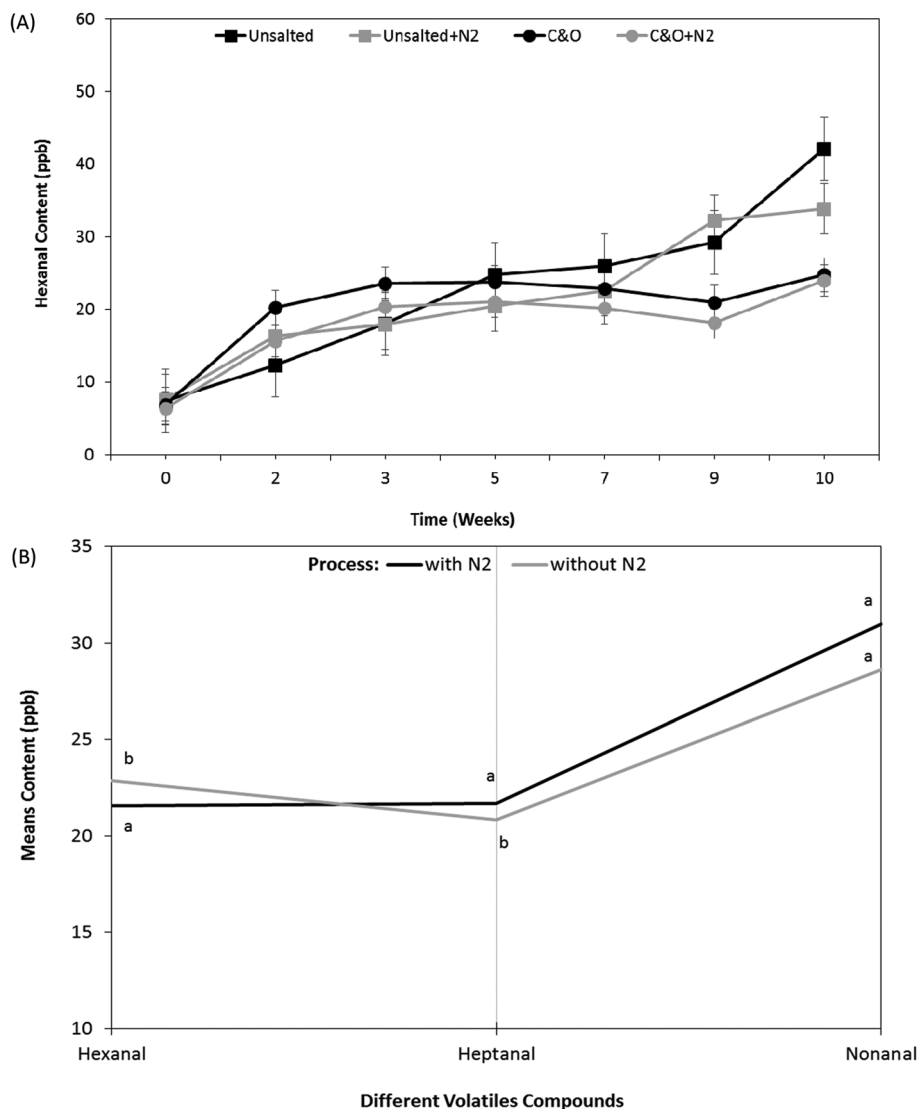 (A)
Unsalted Unsalted+N2 C&O C&O+N2
60
50
40
30
20
10
0
Hexanal Content (ppb)
0 2 3 5 7 9 10
Time (Weeks)
(B)
Process: with N2 without N2
35
30
25
20
15
10
Means Content (ppb)
a
a
b
a
a
b
Hexanal Heptanal Nonanal
Different Volatiles Compounds